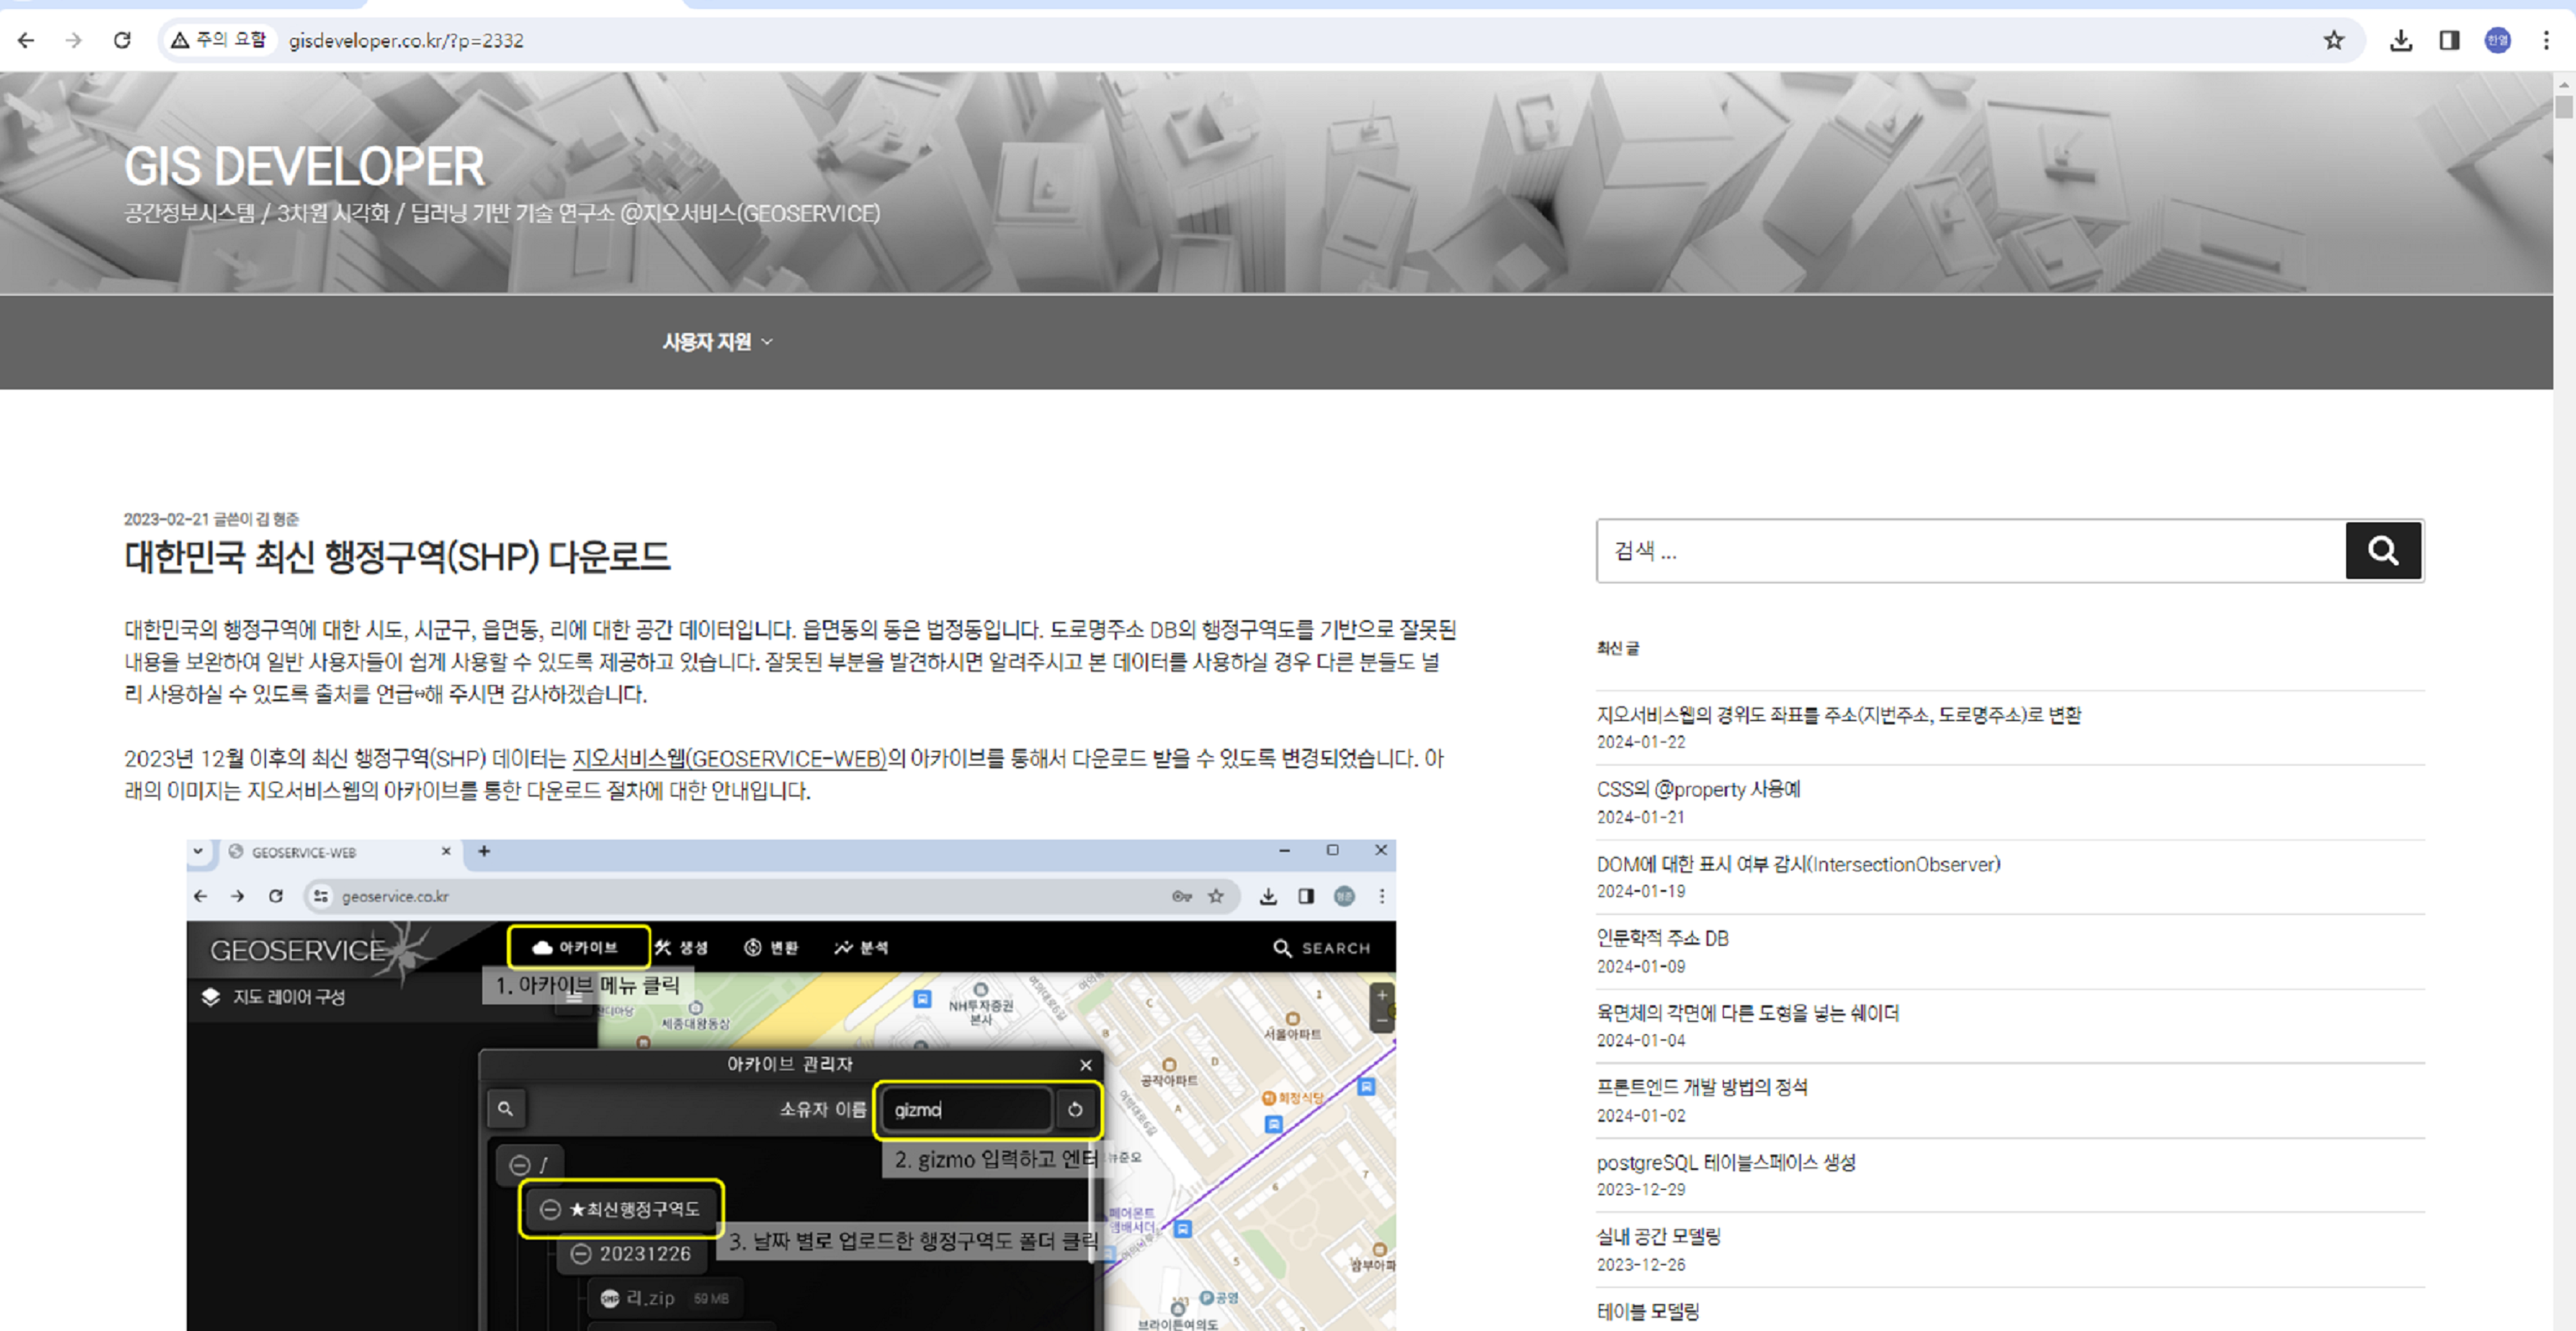 주의 요함
gisdeveloper.co.kr/?p=2332
한열
GIS DEVELOPER
공간정보시스템 / 3차원 시각화 / 딥러닝 기반 기술 연구소 @지오서비스(GEOSERVICE)
사용자 지원
2023-02-21 글쓴이 김 형준
대한민국 최신 행정구역(SHP) 다운로드
대한민국의 행정구역에 대한 시도, 시군구, 읍면동, 리에 대한 공간 데이터입니다. 읍면동의 동은 법정동입니다. 도로명주소 DB의 행정구역도를 기반으로 잘못된
내용을 보완하여 일반 사용자들이 쉽게 사용할 수 있도록 제공하고 있습니다. 잘못된 부분을 발견하시면 알려주시고 본 데이터를 사용하실 경우 다른 분들도 널
리 사용하실 수 있도록 출처를 언급⇔해 주시면 감사하겠습니다.
2023년 12월 이후의 최신 행정구역(SHP) 데이터는 지오서비스웹(GEOSERVICE-WEB)의 아카이브를 통해서 다운로드 받을 수 있도록 변경되었습니다. 아
래의 이미지는 지오서비스웹의 아카이브를 통한 다운로드 절차에 대한 안내입니다.
GEOSERVICE-WEB
geoservice.co.kr
GEOSERVICE
아카이브
생성
변환
분석
SEARCH
1. 아카이브 메뉴 클릭
지도 레이어 구성
세종대왕동상
NH투자증권
본사
서울아파트
아카이브 관리자
공작아파트
소유자 이름
gizmo
화정식당
2. gizmo 입력하고 엔터
/
★최신행정구역도
3. 날짜 별로 업로드한 행정구역도 폴더 클릭
페어몬트
앰배서더
20231226
SHP 리.zip 59 MB
삼부아파
공영
브라이튼여의도
검색 ...
최신 글
지오서비스웹의 경위도 좌표를 주소(지번주소, 도로명주소)로 변환
2024-01-22
CSS의 @property 사용예
2024-01-21
DOM에 대한 표시 여부 감시(IntersectionObserver)
2024-01-19
인문학적 주소 DB
2024-01-09
육면체의 각면에 다른 도형을 넣는 쉐이더
2024-01-04
프론트엔드 개발 방법의 정석
2024-01-02
postgreSQL 테이블스페이스 생성
2023-12-29
실내 공간 모델링
2023-12-26
테이블 모델링